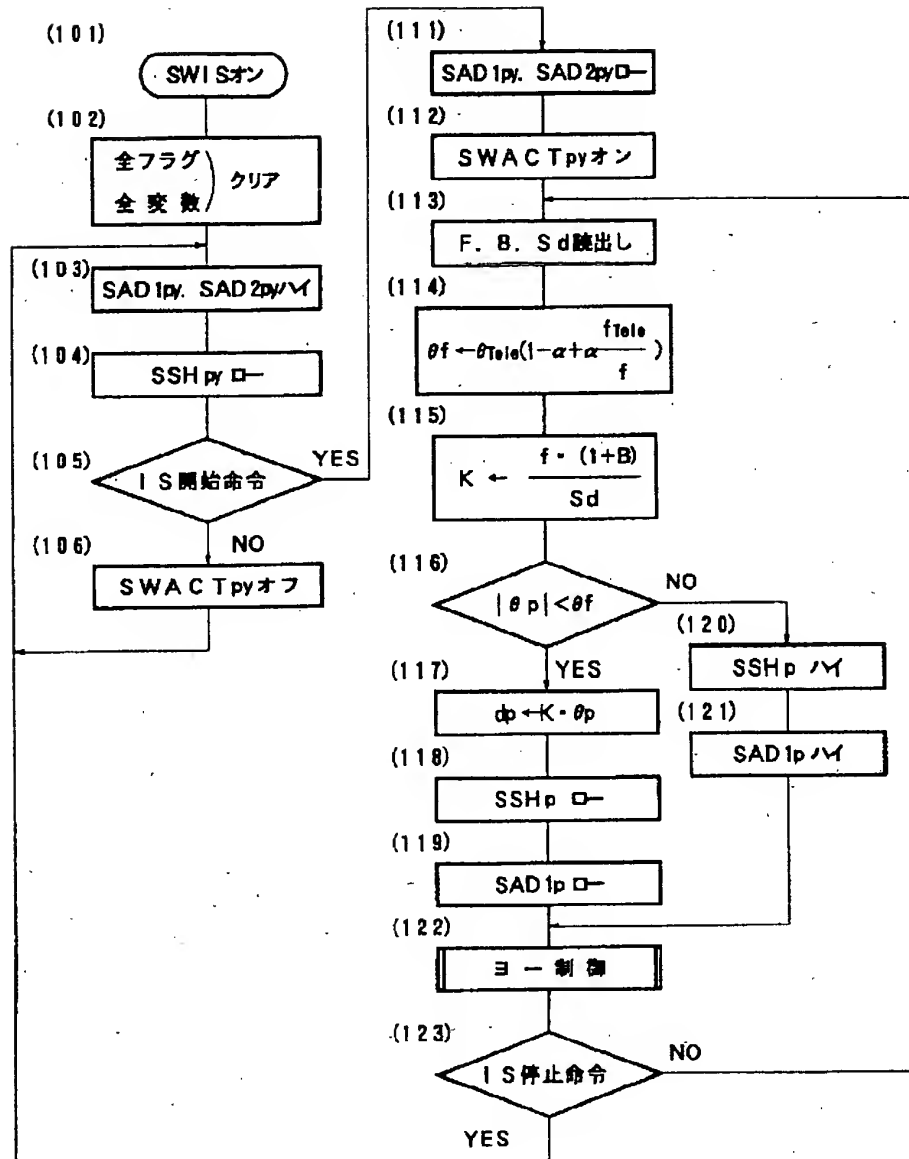 (101)
SWISオン
(102)
全フラグ
全変数
クリア
(103)
SAD1py. SAD2pyハイ
(104)
SSHpy ロー
(105)
IS開始命令
YES
(106)
NO
SWACTpyオフ
(111)
SAD1py. SAD2pyロー
(112)
SWACTpyオン
(113)
F. B. Sd読出し
(114)
θf←θTele(1-α+α fTele/f )
(115)
K ← f・(1+B)/Sd
(116)
|θp|<θf
NO
YES
(117)
dp←K・θp
(118)
SSHp ロー
(119)
SAD1p ロー
(120)
SSHp ハイ
(121)
SAD1p ハイ
(122)
ヨー制御
(123)
IS停止命令
NO
YES